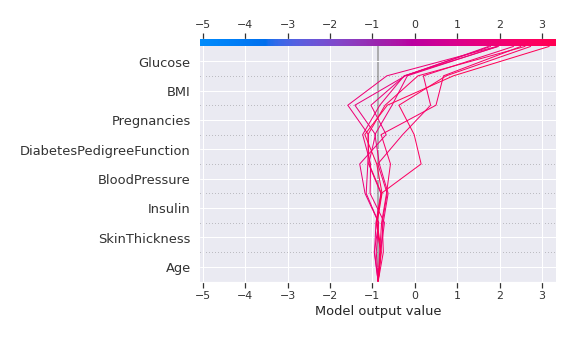 −5 −4 −3 −2 −1 0 1 2 3
Glucose
BMI
Pregnancies
DiabetesPedigreeFunction
BloodPressure
Insulin
SkinThickness
Age
−5 −4 −3 −2 −1 0 1 2 3
Model output value